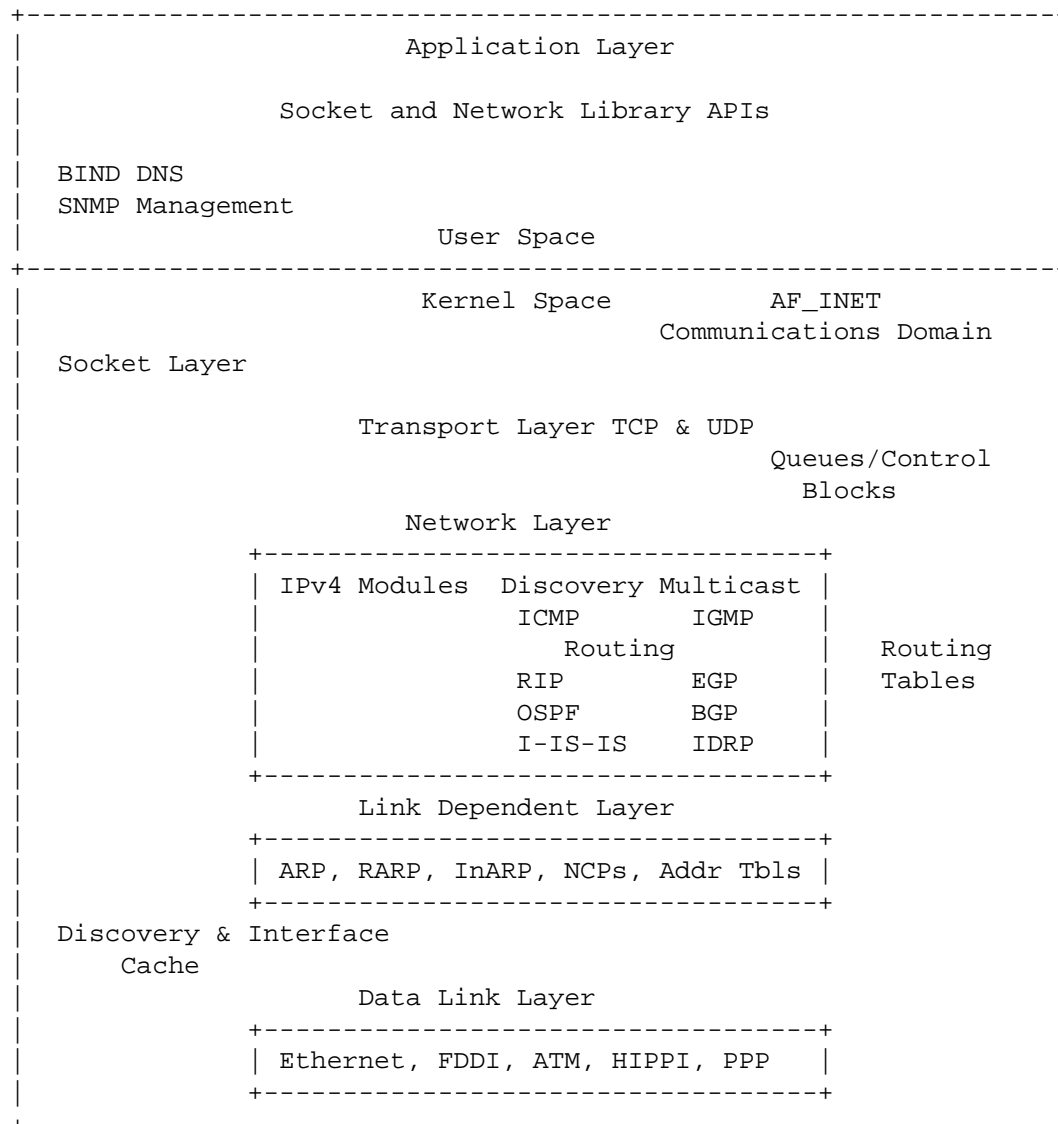 Application Layer
Socket and Network Library APIs
BIND DNS
SNMP Management
User Space
Kernel Space AF_INET
Communications Domain
Socket Layer
Transport Layer TCP & UDP
Queues/Control
Blocks
Network Layer
IPv4 Modules Discovery Multicast
ICMP IGMP
Routing Routing
RIP EGP Tables
OSPF BGP
I-IS-IS IDRP
Link Dependent Layer
ARP, RARP, InARP, NCPs, Addr Tbls
Discovery & Interface
Cache
Data Link Layer
Ethernet, FDDI, ATM, HIPPI, PPP